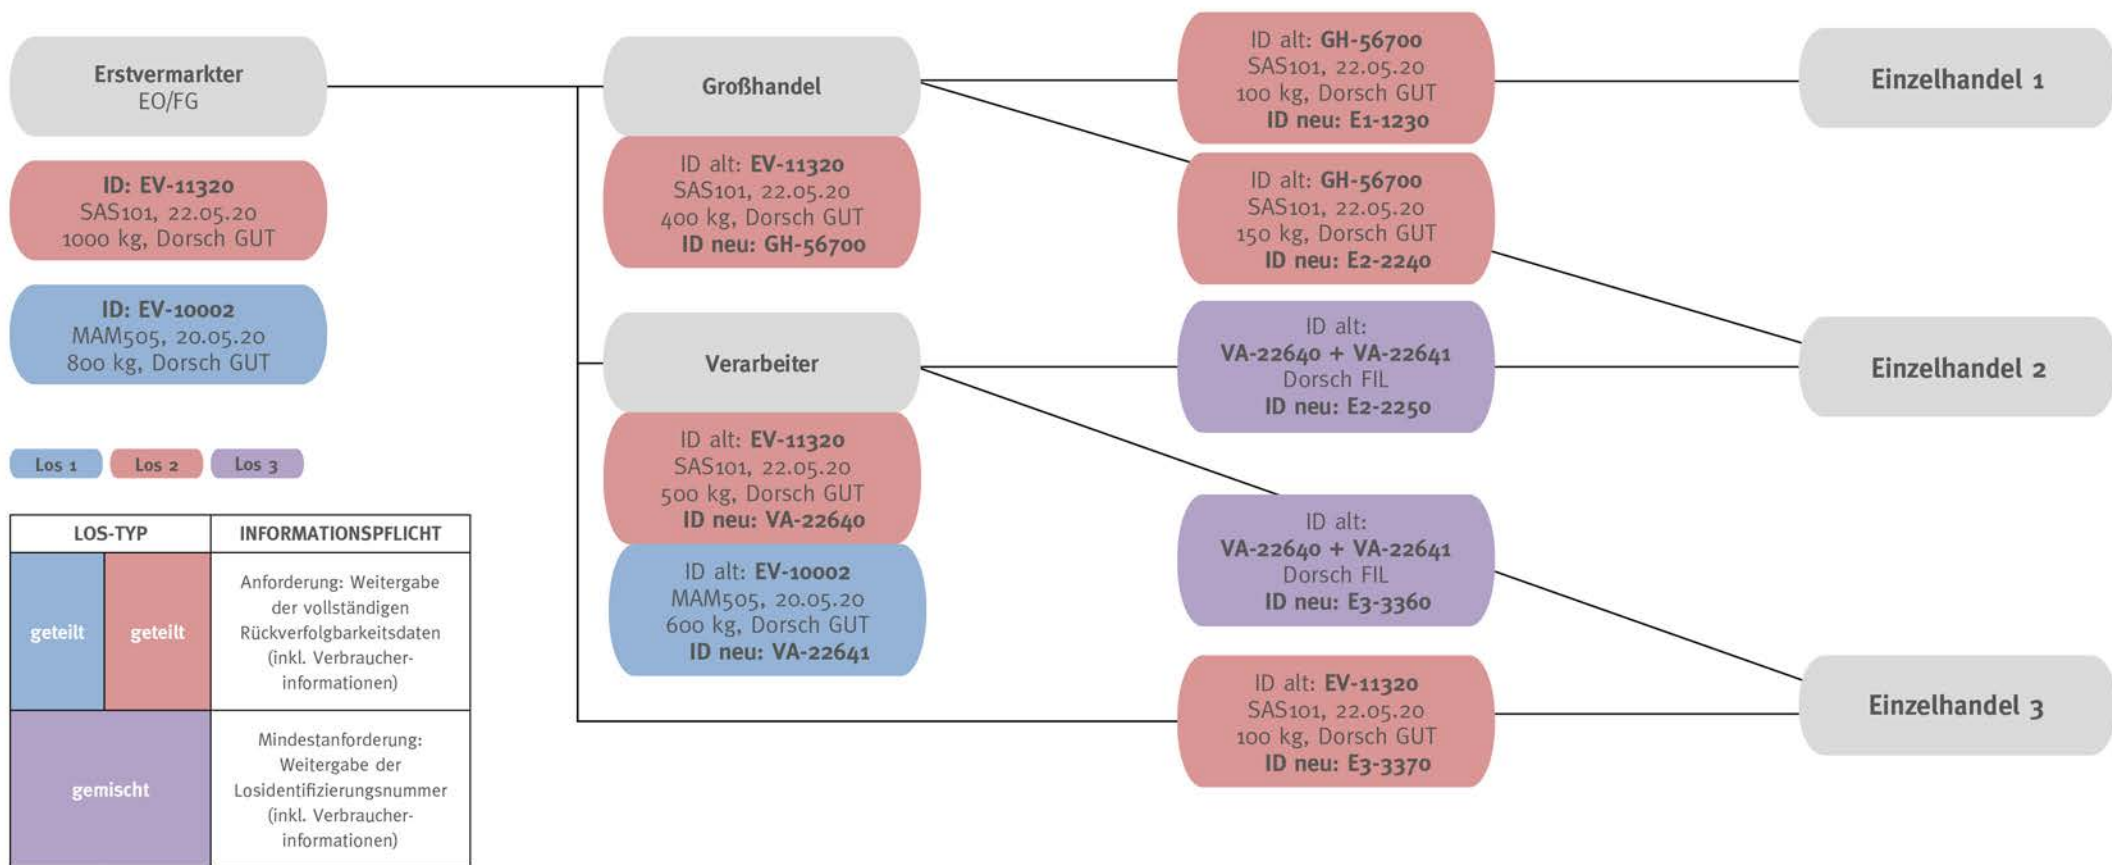 Erstvermarkter
EO/FG
ID: EV-11320
SAS101, 22.05.20
1000 kg, Dorsch GUT
ID: EV-10002
MAM505, 20.05.20
800 kg, Dorsch GUT
Los 1
Los 2
Los 3
LOS-TYP
INFORMATIONSPFLICHT
geteilt
geteilt
Anforderung: Weitergabe
der vollständigen
Rückverfolgbarkeitsdaten
(inkl. Verbraucher-
informationen)
gemischt
Mindestanforderung:
Weitergabe der
Losidentifizierungsnummer
(inkl. Verbraucher-
informationen)
Großhandel
ID alt: EV-11320
SAS101, 22.05.20
400 kg, Dorsch GUT
ID neu: GH-56700
Verarbeiter
ID alt: EV-11320
SAS101, 22.05.20
500 kg, Dorsch GUT
ID neu: VA-22640
ID alt: EV-10002
MAM505, 20.05.20
600 kg, Dorsch GUT
ID neu: VA-22641
ID alt: GH-56700
SAS101, 22.05.20
100 kg, Dorsch GUT
ID neu: E1-1230
ID alt: GH-56700
SAS101, 22.05.20
150 kg, Dorsch GUT
ID neu: E2-2240
ID alt:
VA-22640 + VA-22641
Dorsch FIL
ID neu: E2-2250
ID alt:
VA-22640 + VA-22641
Dorsch FIL
ID neu: E3-3360
ID alt: EV-11320
SAS101, 22.05.20
100 kg, Dorsch GUT
ID neu: E3-3370
Einzelhandel 1
Einzelhandel 2
Einzelhandel 3